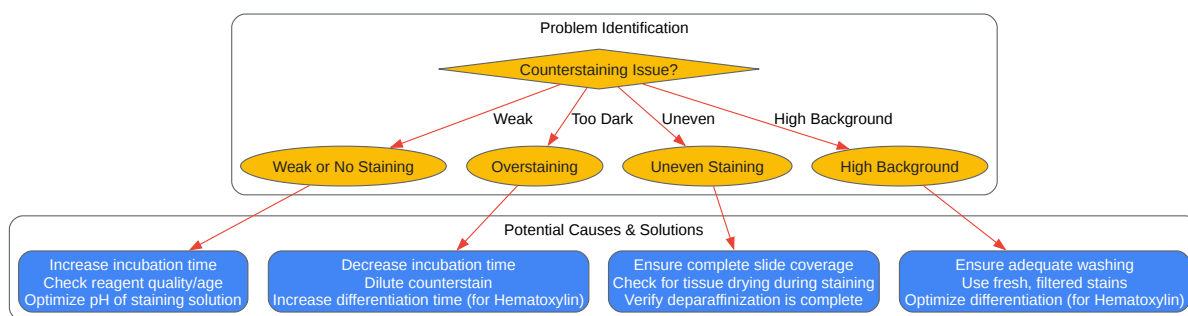 Problem Identification
Counterstaining Issue?
Weak
Too Dark
Uneven
High Background
Weak or No Staining
Overstaining
Uneven Staining
High Background
Potential Causes & Solutions
Increase incubation time
Check reagent quality/age
Optimize pH of staining solution
Decrease incubation time
Dilute counterstain
Increase differentiation time (for Hematoxylin)
Ensure complete slide coverage
Check for tissue drying during staining
Verify deparaffinization is complete
Ensure adequate washing
Use fresh, filtered stains
Optimize differentiation (for Hematoxylin)